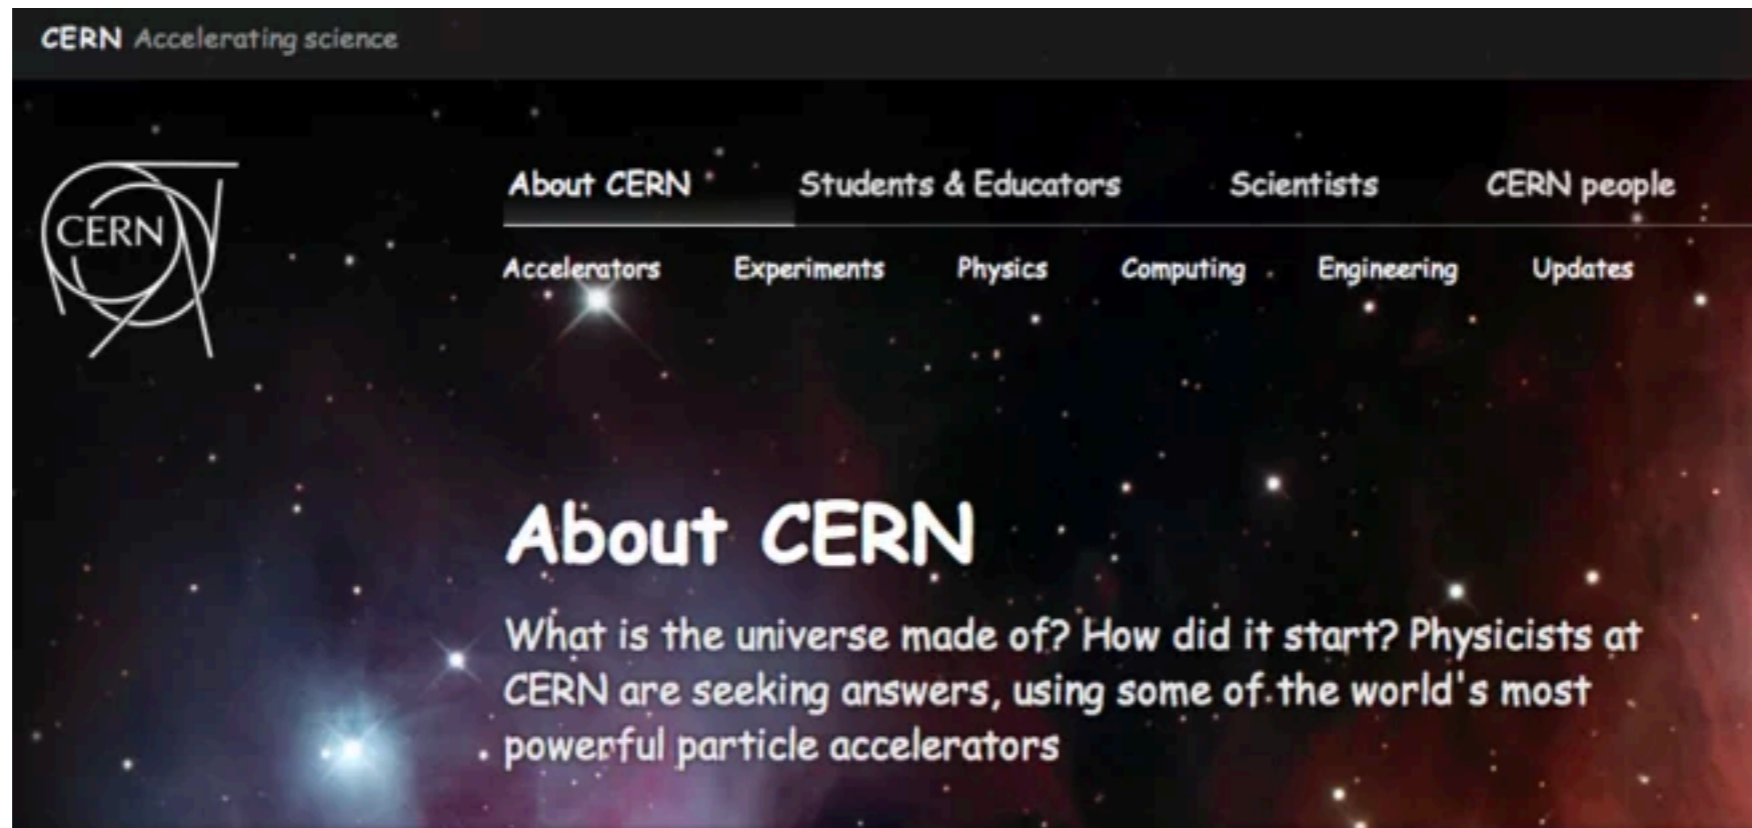 CERN Accelerating science
CERN
About CERN Students & Educators Scientists CERN people
Accelerators Experiments Physics Computing Engineering Updates
About CERN
What is the universe made of? How did it start? Physicists at
CERN are seeking answers, using some of the world's most
powerful particle accelerators